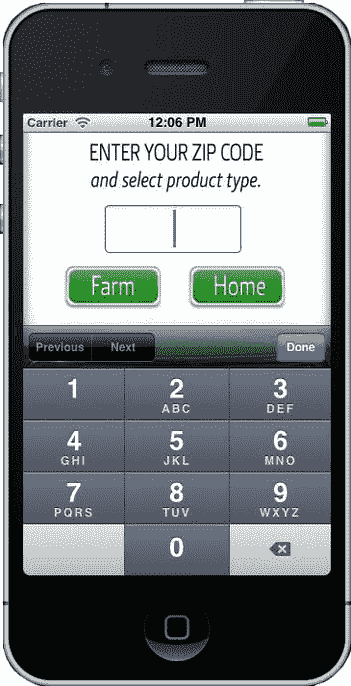 Carrier 12:06 PM
ENTER YOUR ZIP CODE
and select product type.
Farm Home
Previous Next Done
1 2 3
ABC DEF
4 5 6
GHI JKL MNO
7 8 9
PQRS TUV WXYZ
0